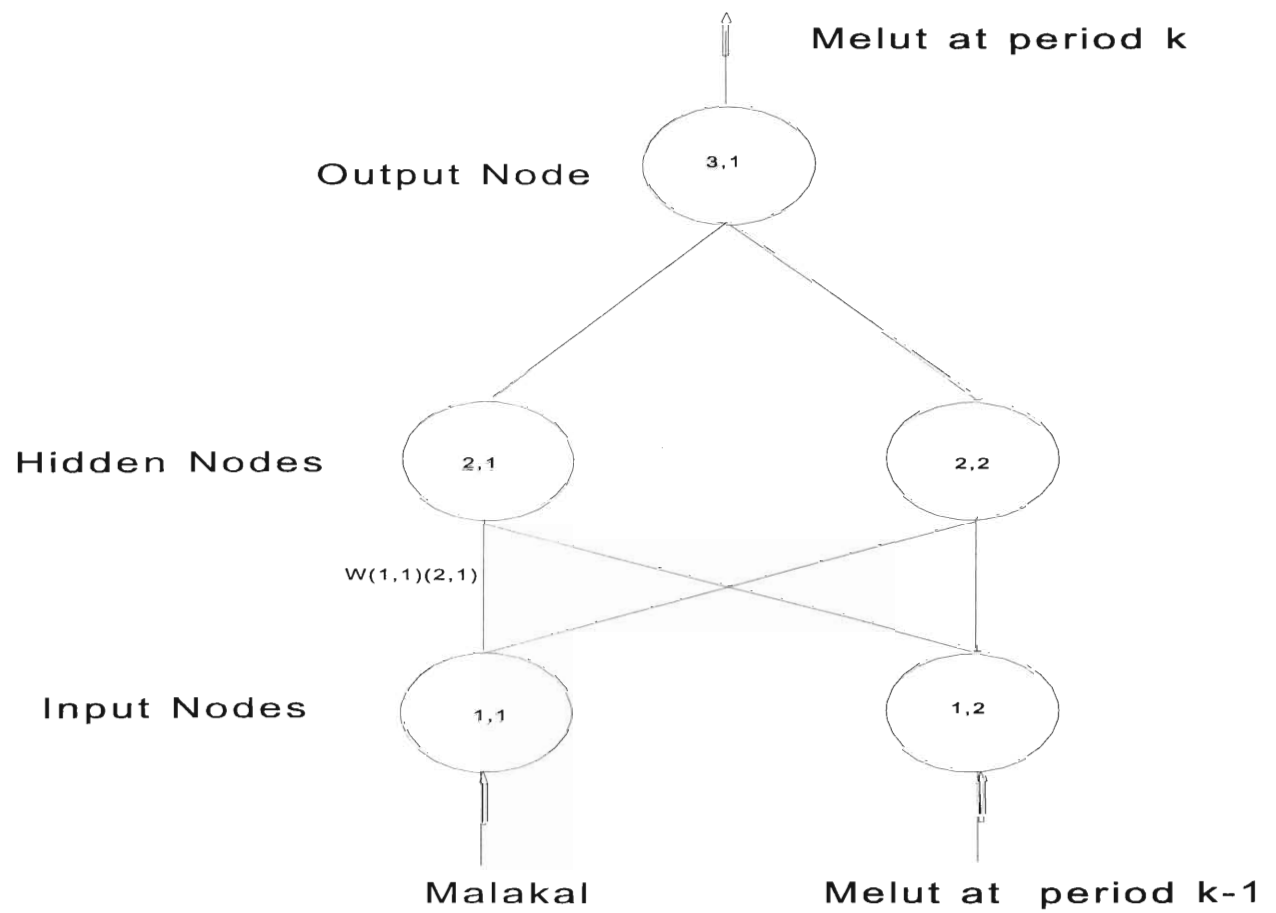 Melut at period k
Output Node
3,1
Hidden Nodes
2,1
2,2
W(1,1)(2,1)
Input Nodes
1,1
1,2
Malakal
Melut at period k-1